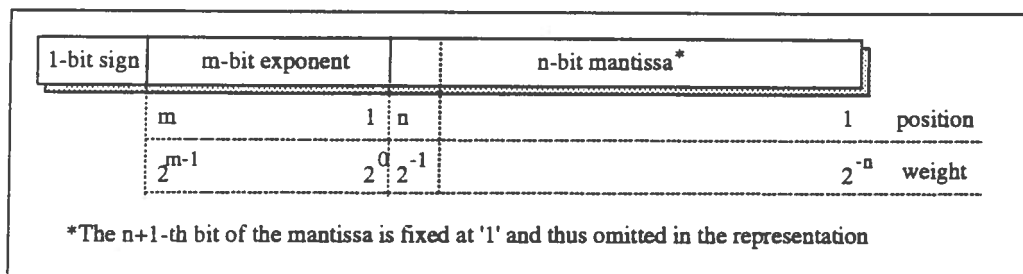 1-bit sign m-bit exponent n-bit mantissa*
m 1 n 1 position
2^m-1 2^0 2^-1 2^-n weight
*The n+1-th bit of the mantissa is fixed at '1' and thus omitted in the representation